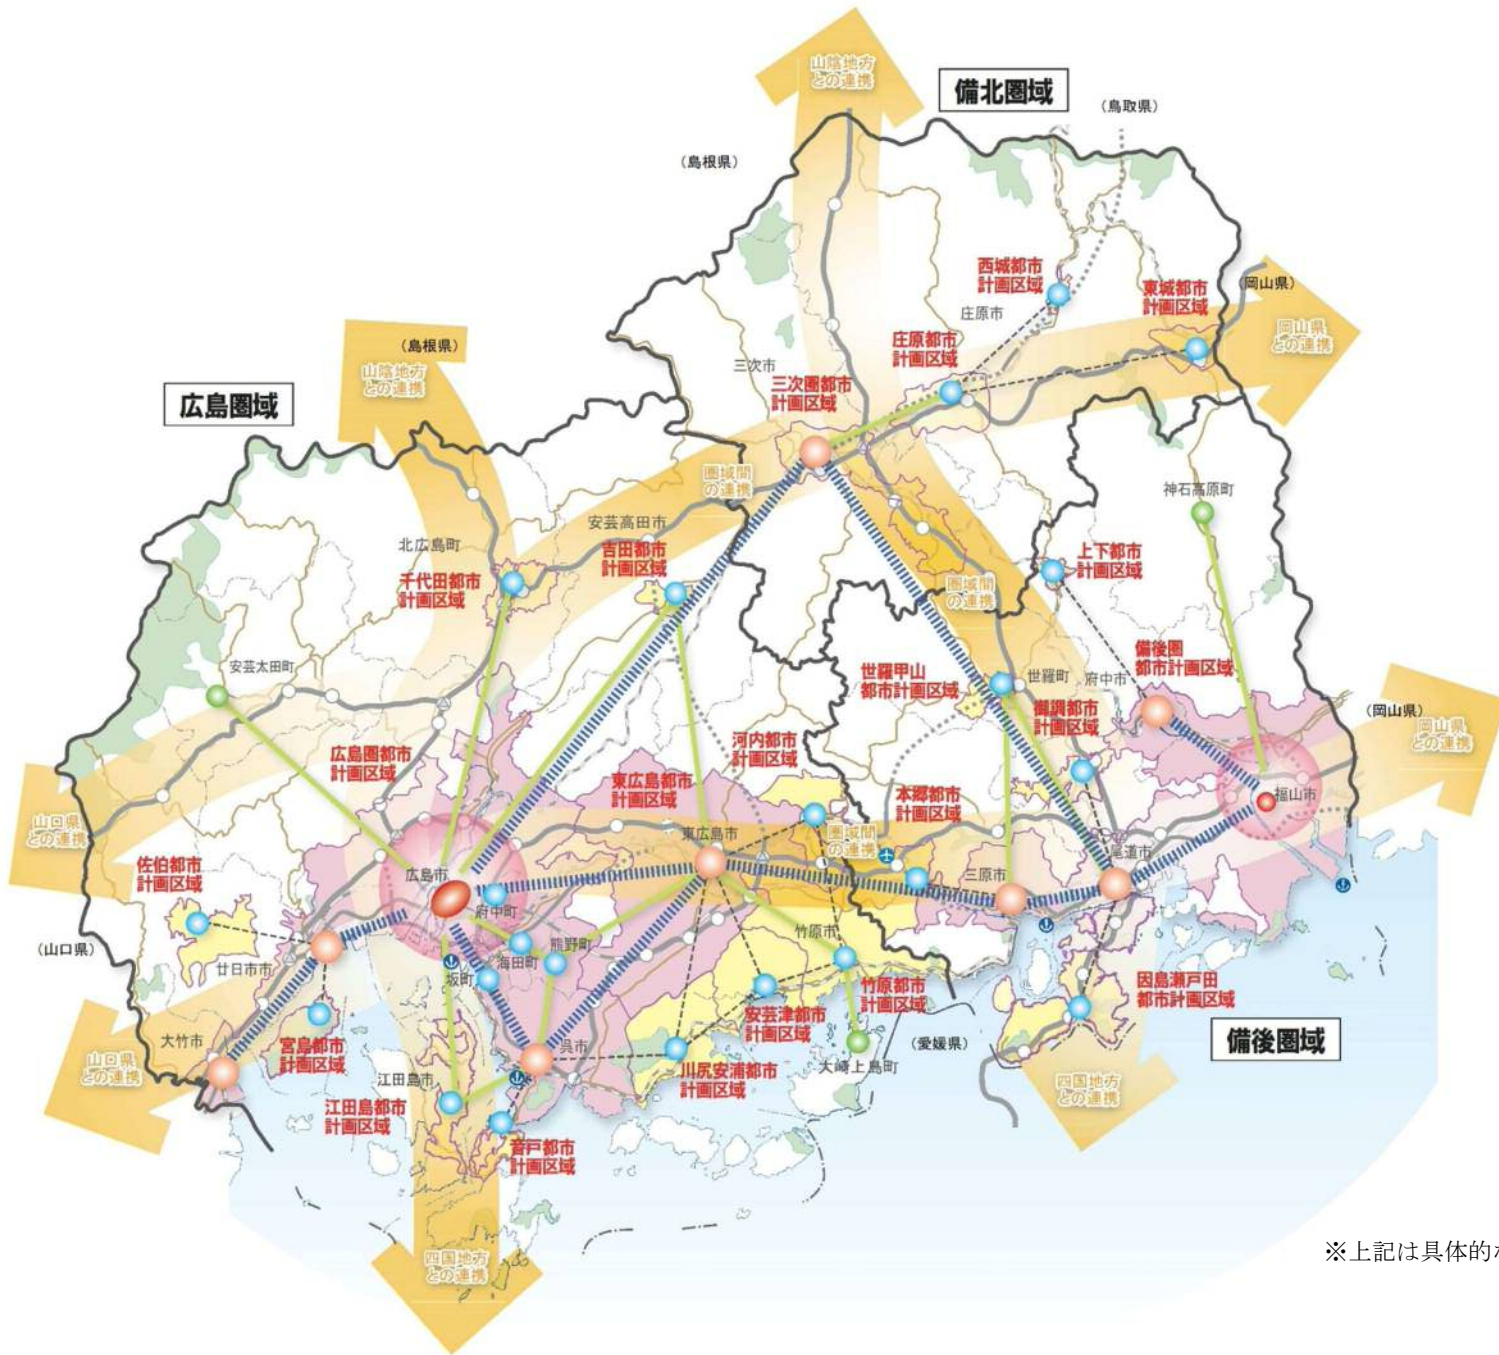 山陰地方
との連携
備北圏域
(鳥取県)
(島根県)
西城都市
計画区域
東城都市
計画区域
(岡山県)
庄原市
岡山県
との連携
(島根県)
山陰地方
との連携
庄原都市
計画区域
三次市
三次圏都市
計画区域
広島圏域
圏域間
の連携
神石高原町
安芸高田市
北広島町
吉田都市
計画区域
千代田都市
計画区域
上下都市
計画区域
圏域間
の連携
安芸太田町
世羅甲山
都市計画区域
世羅町
府中市
備後圏
都市計画区域
御調都市
計画区域
(岡山県)
岡山県
との連携
広島圏都市
計画区域
河内都市
計画区域
東広島都市
計画区域
本郷都市
計画区域
福山市
山口県
との連携
東広島市
圏域間
の連携
尾道市
佐伯都市
計画区域
広島市
三原市
府中町
(山口県)
廿日市市
海田町
熊野町
竹原市
坂町
竹原都市
計画区域
因島瀬戸田
都市計画区域
安芸津都市
計画区域
大竹市
宮島都市
計画区域
呉市
(愛媛県)
備後圏域
山口県
との連携
川尻安浦都市
計画区域
大崎上島町
江田島市
四国地方
との連携
江田島都市
計画区域
音戸都市
計画区域
四国地方
との連携
※上記は具体的